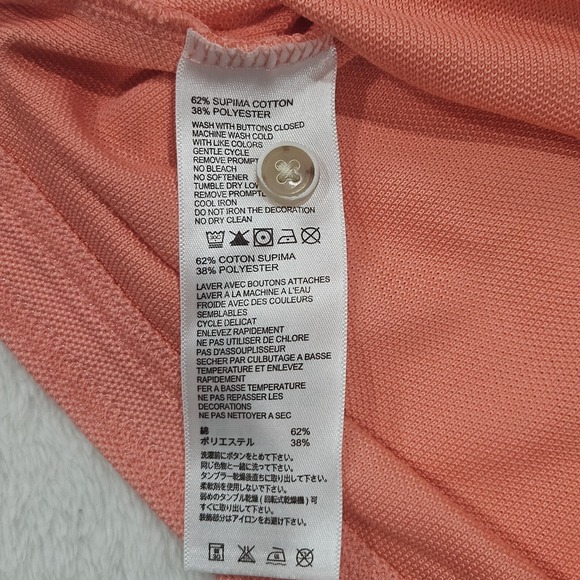 62% SUPIMA COTTON
38% POLYESTER
WASH WITH BUTTONS CLOSED
MACHINE WASH COLD
WITH LIKE COLORS
GENTLE CYCLE
REMOVE
NO BLEACH
NO SOFTENER
TUMBLE DRY
REMOVE
COOL IRON
DO NOT IRON THE DECORATION
NO DRY CLEAN
62% COTON SUPIMA
38% POLYESTER
LAVER AVEC BOUTONS ATTACHES
LAVER A LA MACHINE A L'EAU
FROIDE AVEC DES COULEURS
SEMBLABLES
CYCLE DELICAT
ENLEVEZ RAPIDEMENT
NE PAS UTILISER DE CHLORE
PAS D'ASSOUPLISSEUR
SECHER PAR CULBUTAGE A BASSE
TEMPERATURE ET ENLEVEZ
RAPIDEMENT
FER A BASSE TEMPERATURE
NE PAS REPASSER LES
DECORATIONS
NE PAS NETTOYER A SEC
綿 62%
ポリエステル 38%
洗濯前にボタンをとめて下さい。
同じ色物と一緒に洗って下さい。
タンブラー乾燥後直ちに取り出して下さい。
柔軟剤を使用しないで下さい。
弱めのタンブル乾燥(回転式乾燥機)可
すぐに取り出して下さい。
装飾部分はアイロンをお避け下さい。